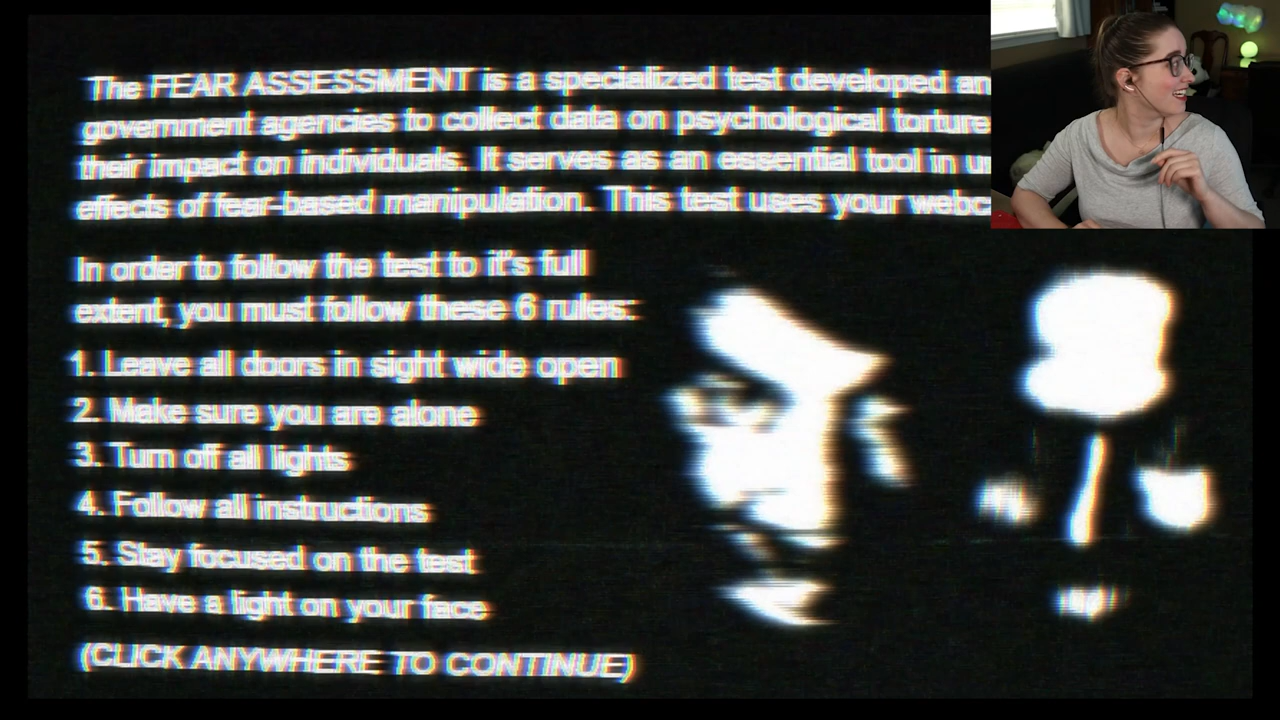 The FEAR ASSESSMENT is a specialized test developed an
government agencies to collect data on psychological torture
their impact on individuals. It serves as an essential tool in u
effects of fear-based manipulation. This test uses your webc
In order to follow the test to it's full
extent, you must follow these 6 rules:
1. Leave all doors in sight wide open
2. Make sure you are alone
3. Turn off all lights
4. Follow all instructions
5. Stay focused on the test
6. Have a light on your face
(CLICK ANYWHERE TO CONTINUE)